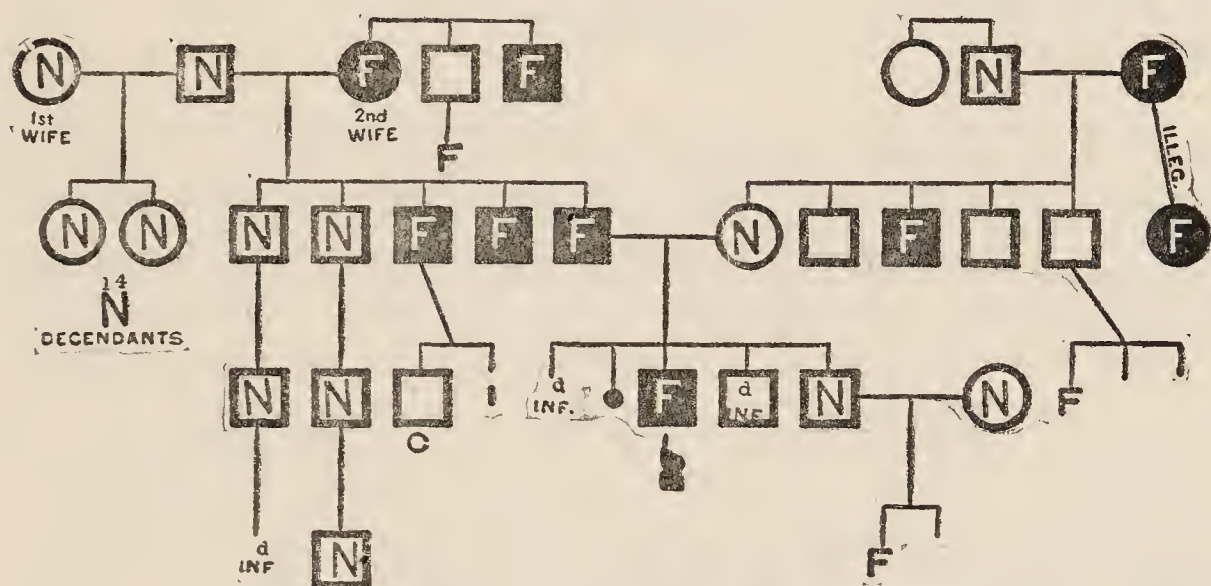 N N F F N F
1st
WIFE
2nd
WIFE
F
ILLEG.
N N N N F F F N F F
14
N
DECENDANTS
N N C d
INF. F d
INF. N N F
d
INF N F